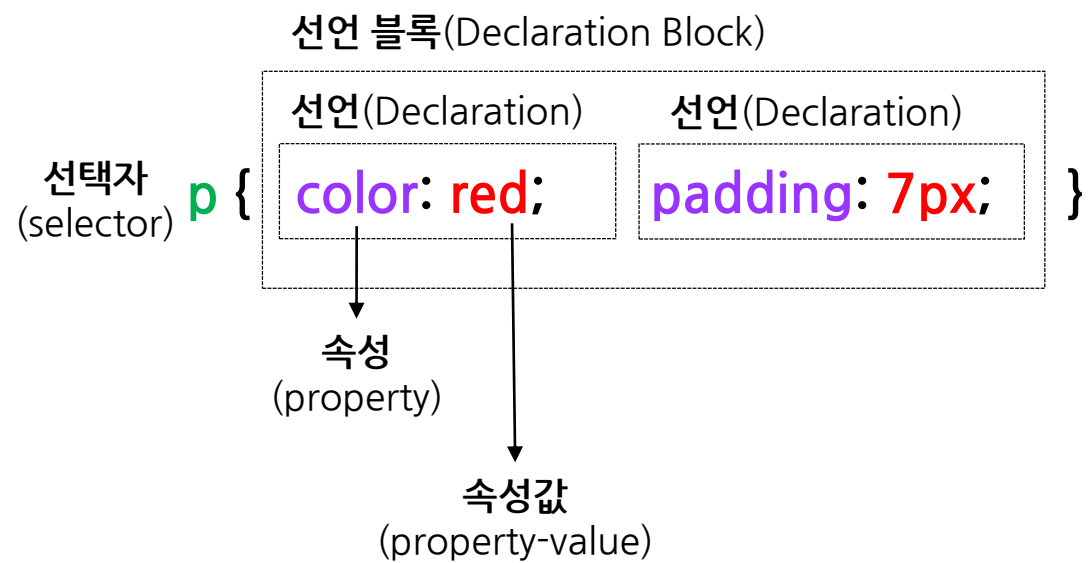 선언 블록(Declaration Block)
선언(Declaration) 선언(Declaration)
선택자
(selector)
p { color: red; padding: 7px; }
속성
(property)
속성값
(property-value)